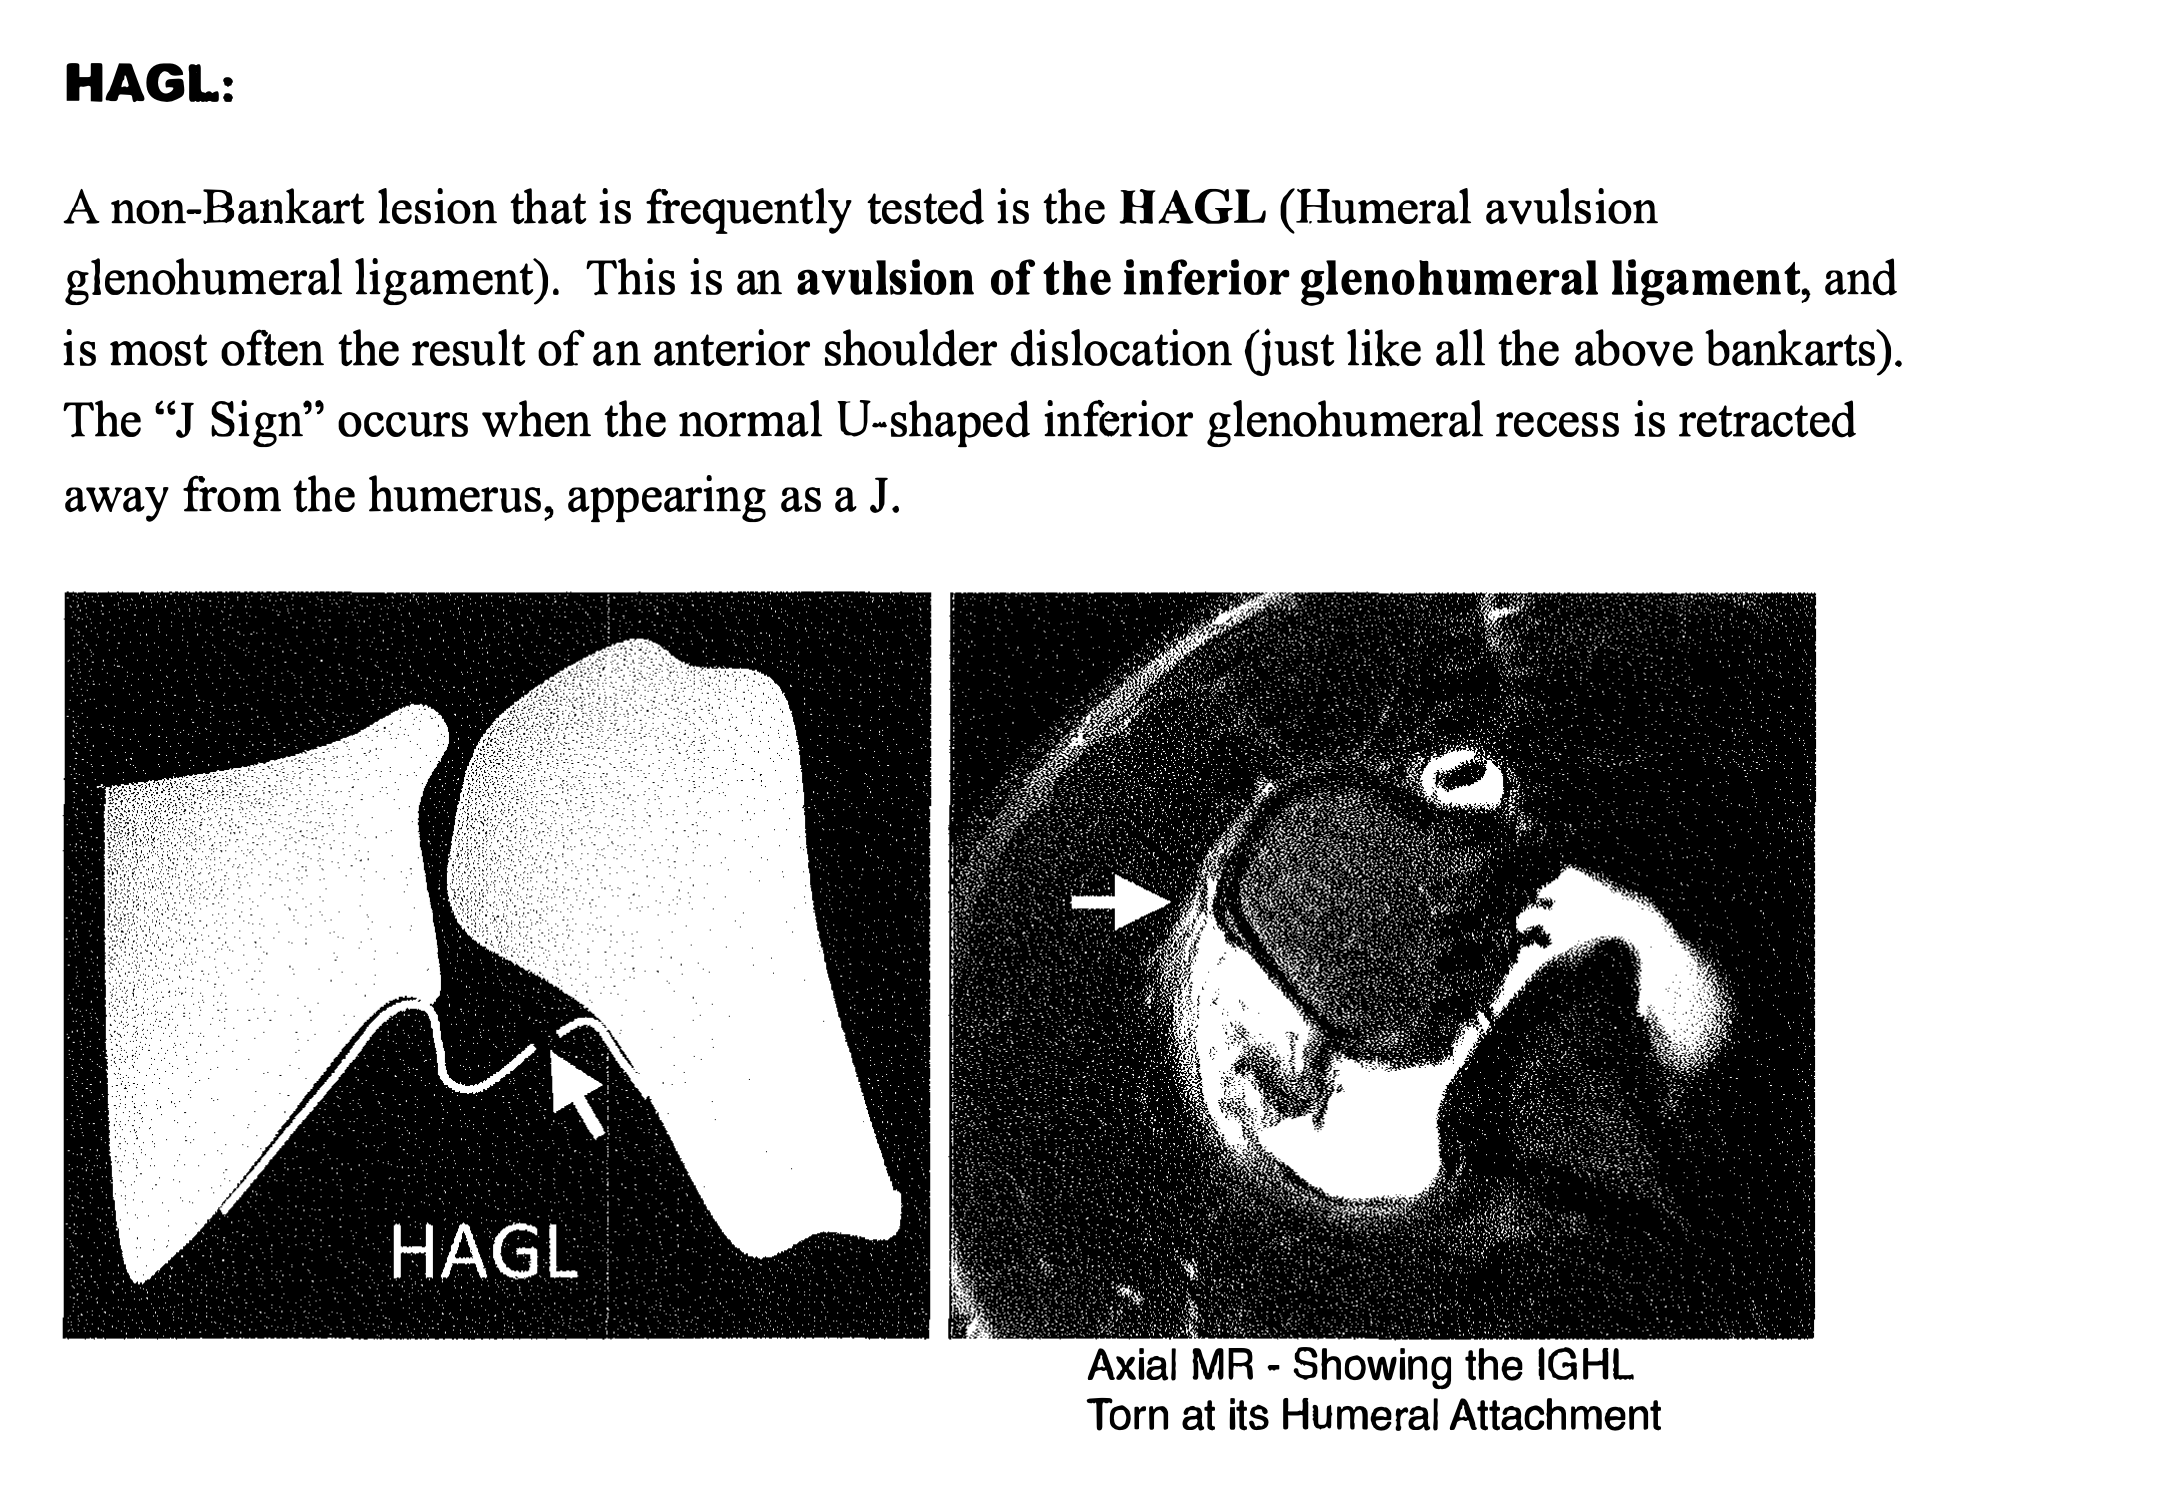 HAGL:
A non-Bankart lesion that is frequently tested is the HAGL (Humeral avulsion
glenohumeral ligament). This is an avulsion of the inferior glenohumeral ligament, and
is most often the result of an anterior shoulder dislocation (just like all the above bankarts).
The “J Sign” occurs when the normal U-shaped inferior glenohumeral recess is retracted
away from the humerus, appearing as a J.
HAGL
Axial MR - Showing the IGHL
Torn at its Humeral Attachment